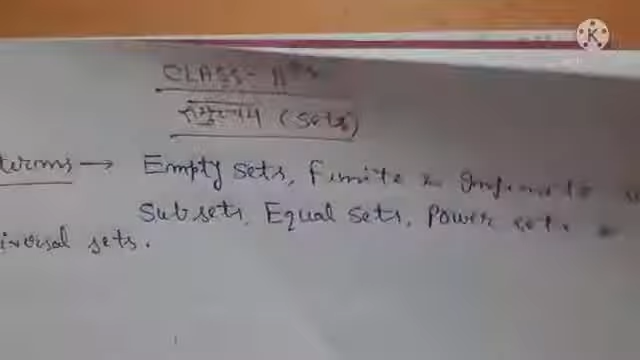 CLASS- 11th
समुच्चय (Sets)
terms → Empty sets, Finite & Infinite
Subsets, Equal sets, Power sets &
iversal sets.
K